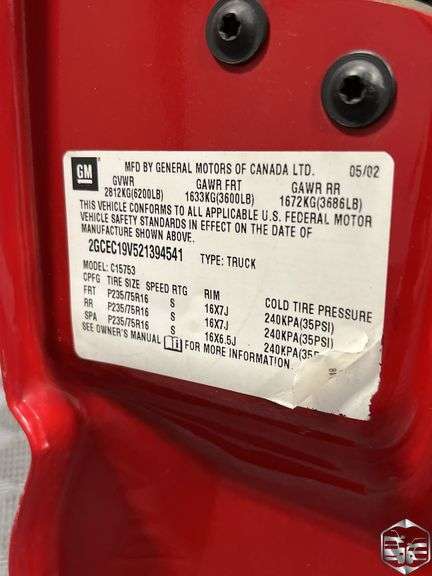 GM
MFD BY GENERAL MOTORS OF CANADA LTD. 05/02
GVWR GAWR FRT GAWR RR
2812KG(6200LB) 1633KG(3600LB) 1672KG(3686LB)
THIS VEHICLE CONFORMS TO ALL APPLICABLE U.S. FEDERAL MOTOR
VEHICLE SAFETY STANDARDS IN EFFECT ON THE DATE OF
MANUFACTURE SHOWN ABOVE.
2GCEC19V521394541 TYPE: TRUCK
MODEL: C15753
CPFG TIRE SIZE SPEED RTG RIM COLD TIRE PRESSURE
FRT P235/75R16 S 16X7J 240KPA(35PSI)
RR P235/75R16 S 16X7J 240KPA(35PSI)
SPA P235/75R16 S 16X6.5J 240KPA(35P
SEE OWNER'S MANUAL FOR MORE INFORMATION